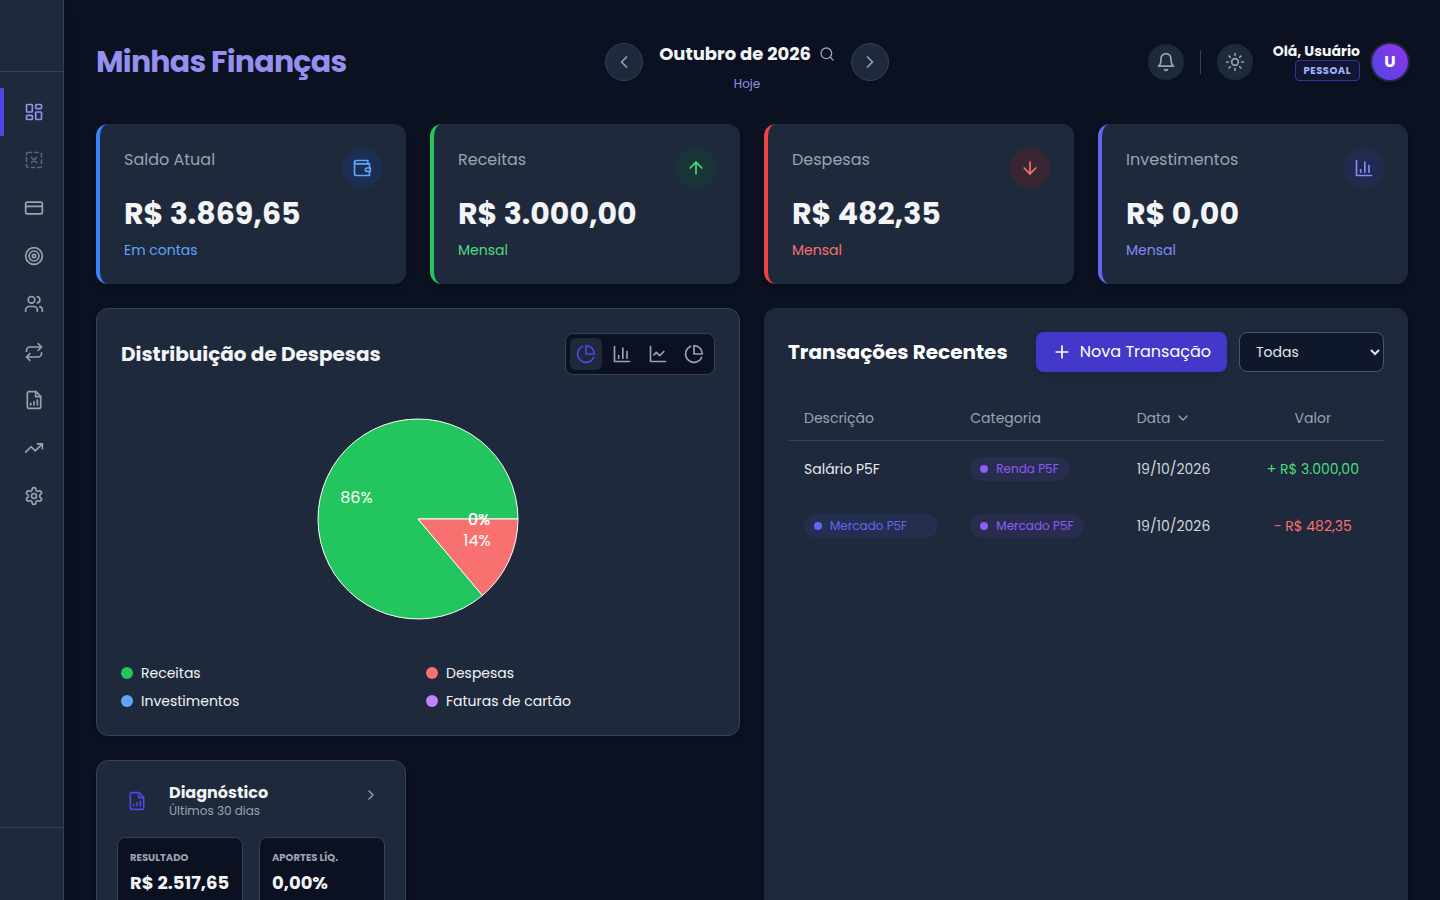 Minhas Finanças
Outubro de 2026
Hoje
Olá, Usuário
PESSOAL
U
Saldo Atual
R$ 3.869,65
Em contas
Receitas
R$ 3.000,00
Mensal
Despesas
R$ 482,35
Mensal
Investimentos
R$ 0,00
Mensal
Distribuição de Despesas
86%
0%
14%
Receitas
Despesas
Investimentos
Faturas de cartão
Transações Recentes
Nova Transação
Todas
Descrição Categoria Data Valor
Salário P5F Renda P5F 19/10/2026 + R$ 3.000,00
Mercado P5F Mercado P5F 19/10/2026 - R$ 482,35
Diagnóstico
Últimos 30 dias
RESULTADO
R$ 2.517,65
APORTES LÍQ.
0,00%